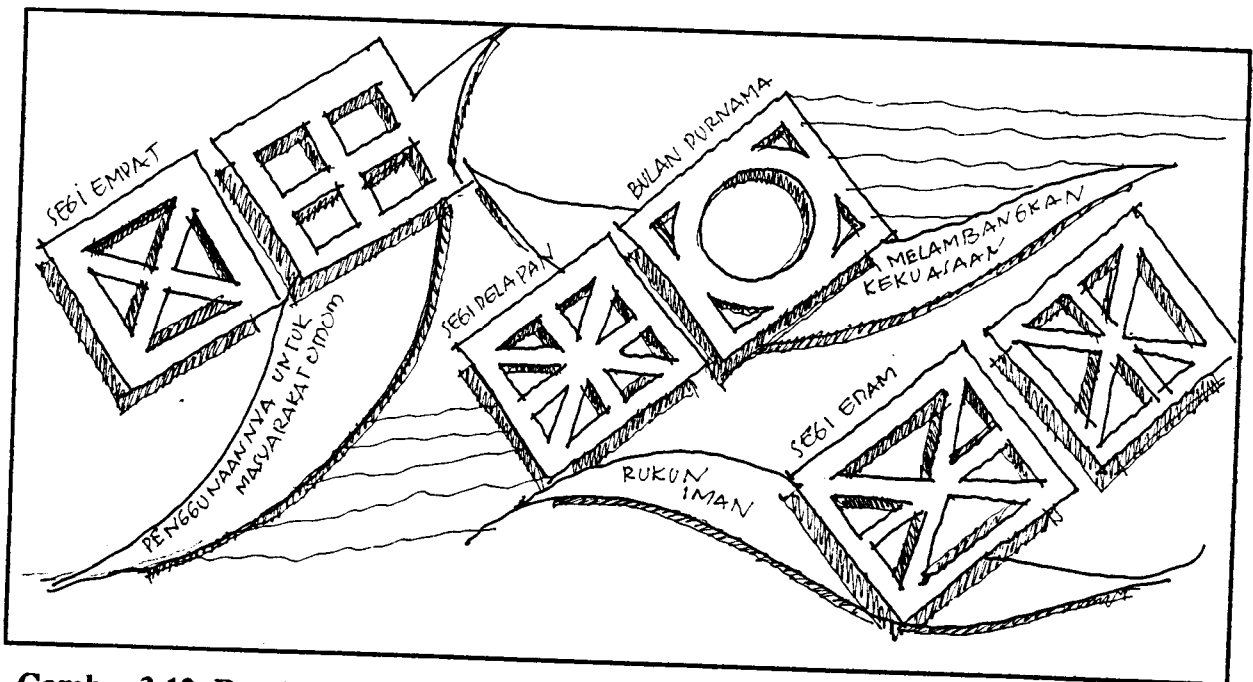 SEGI EMPAT
PENGGUNAANNYA UNTUK
MASYARAKAT UMUM
SEGI DELAPAN
BULAN PURNAMA
MELAMBANGKAN
KEKUASAAN
SEGI ENAM
RUKUN
IMAN